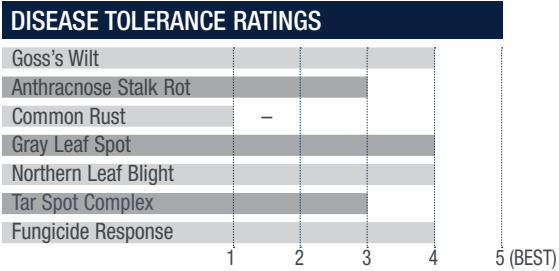 DISEASE TOLERANCE RATINGS
Goss's Wilt
Anthracnose Stalk Rot
Common Rust –
Gray Leaf Spot
Northern Leaf Blight
Tar Spot Complex
Fungicide Response
1 2 3 4 5 (BEST)